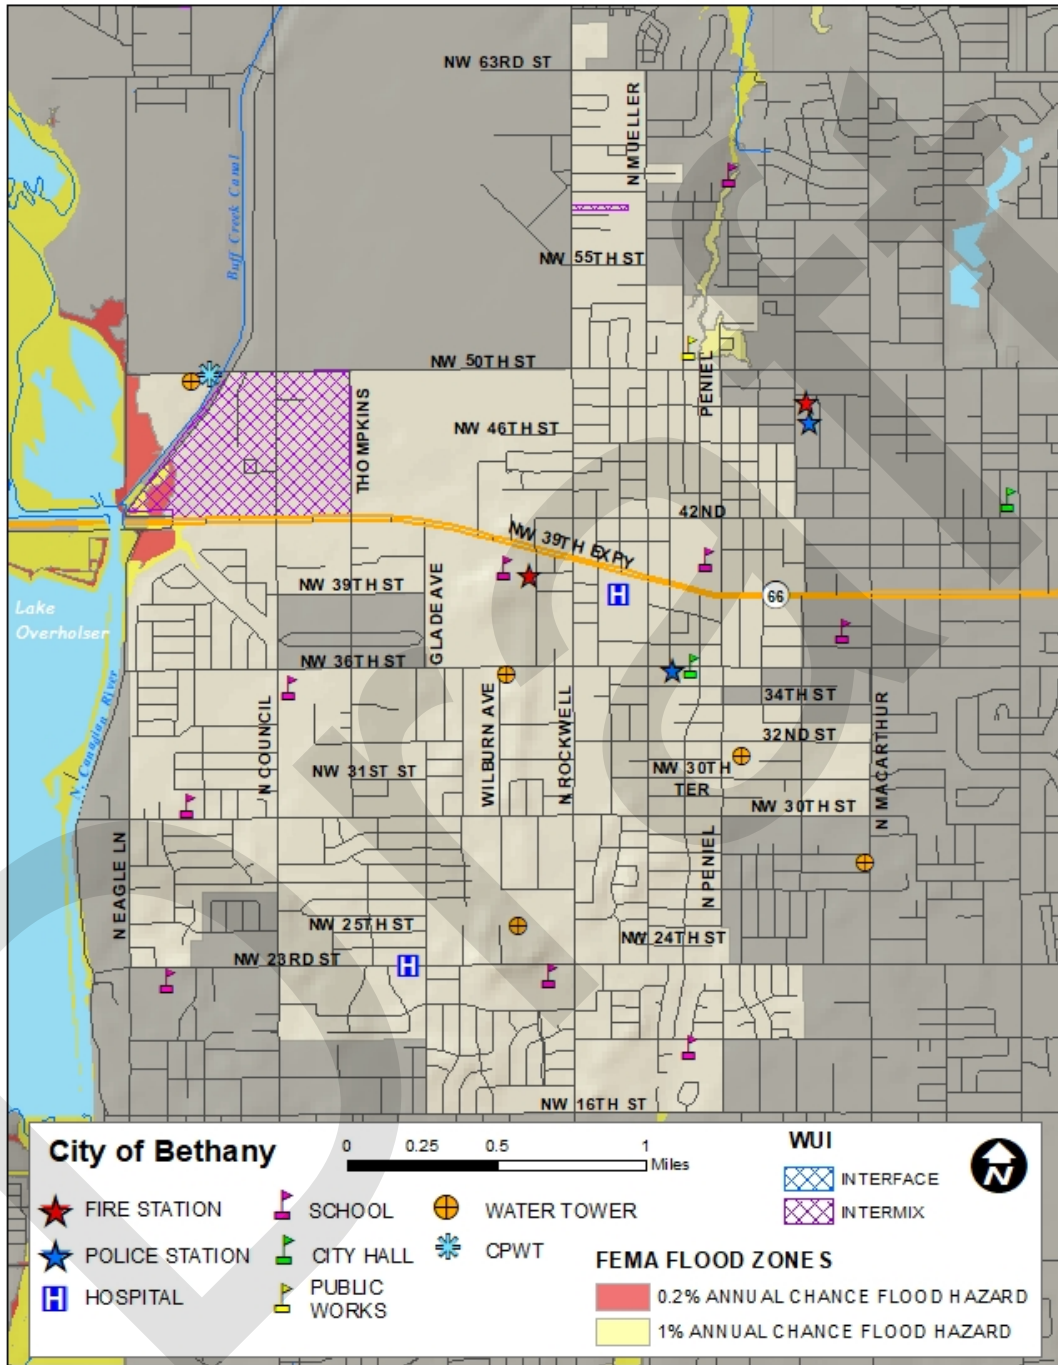 NW 63RD ST
N MUELLER
Buff Creek Canal
NW 55TH ST
NW 50TH ST
PENIEL
THOMPKINS
NW 46TH ST
42ND
NW 39TH EXPY
NW 39TH ST
66
Lake
Overholser
GLADE AVE
NW 36TH ST
N. Canadian River
N COUNCIL
WILBURN AVE
N ROCKWELL
34TH ST
32ND ST
N MACARTHUR
NW 31ST ST
NW 30TH
TER
NW 30TH ST
N EAGLE LN
N PENIEL
NW 25TH ST
NW 24TH ST
NW 23RD ST
NW 16TH ST
Draft
City of Bethany
0 0.25 0.5 1
Miles
WUI
INTERFACE
INTERMIX
N
FIRE STATION
SCHOOL
WATER TOWER
POLICE STATION
CITY HALL
CPWT
HOSPITAL
PUBLIC
WORKS
FEMA FLOOD ZONES
0.2% ANNUAL CHANCE FLOOD HAZARD
1% ANNUAL CHANCE FLOOD HAZARD
H
H
H